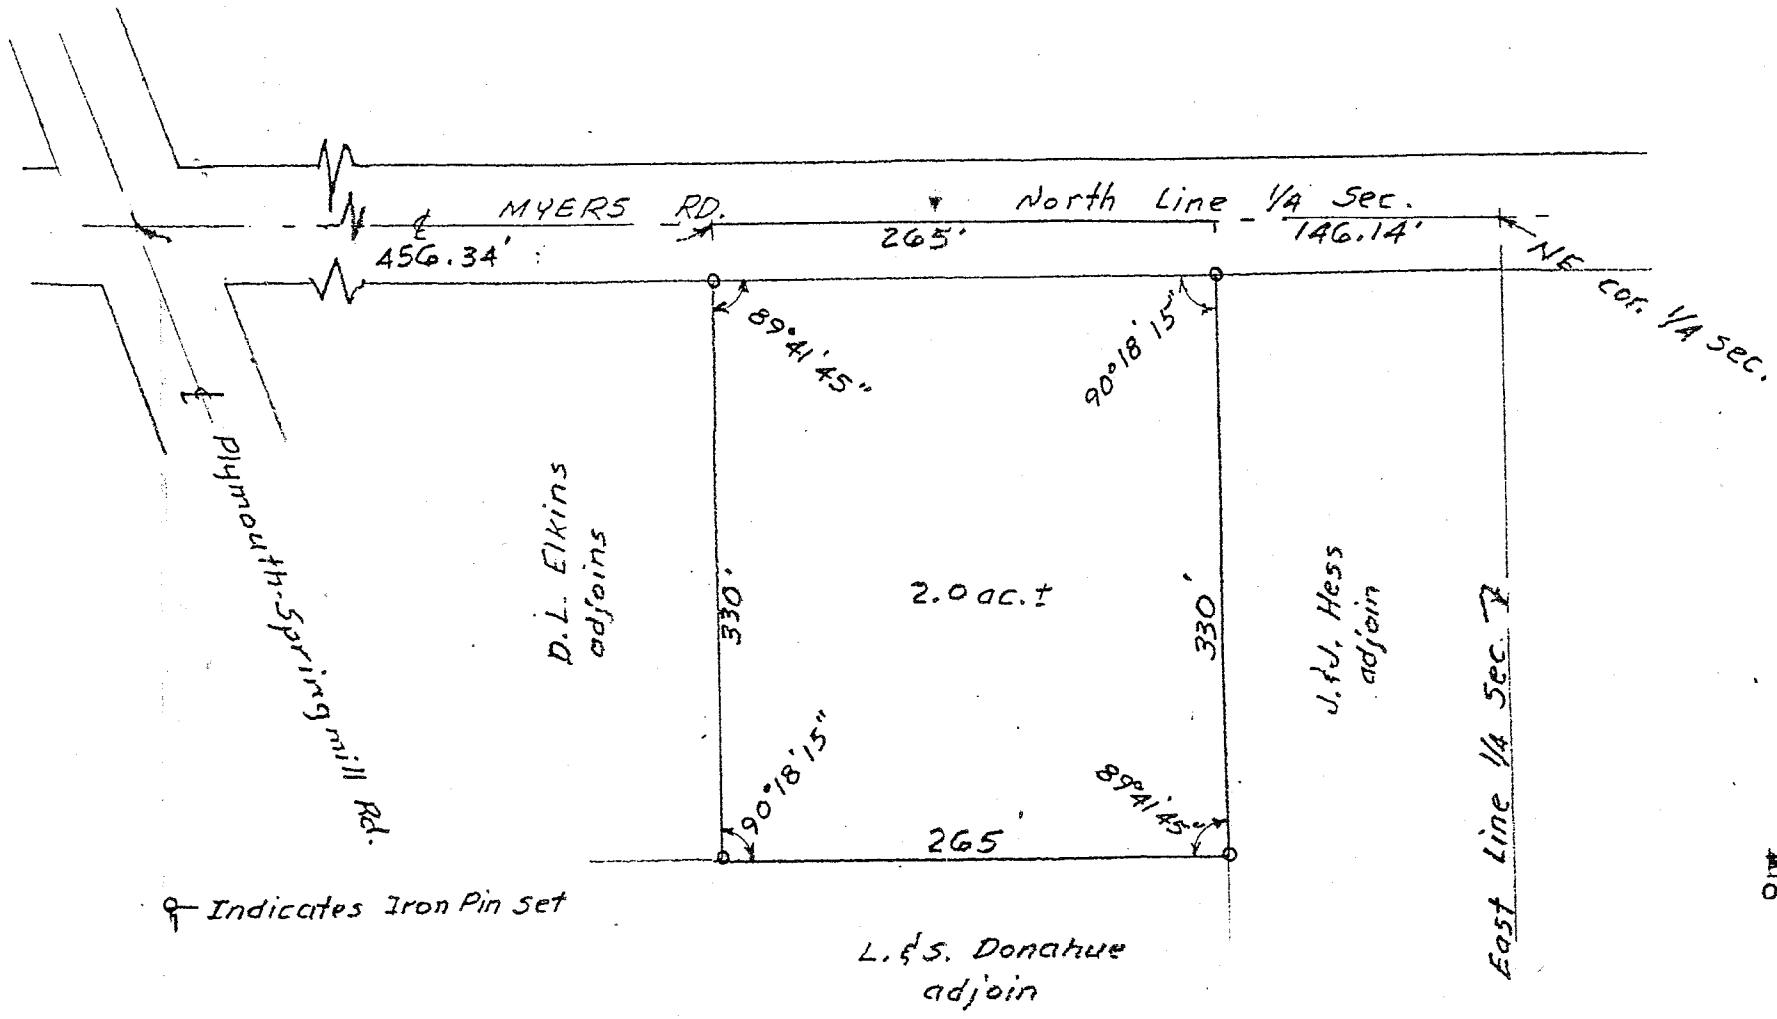 MYERS RD.
North Line 1/4 Sec.
456.34'
265'
146.14'
NE cor. 1/4 sec.
89°41'45"
90°18'15"
D.L. Elkins
adjoins
330'
2.0 ac.±
330'
J.&J. Hess
adjoin
East Line 1/4 Sec.
Plymouth-Springmill Rd.
90°18'15"
89°41'45"
265'
Indicates Iron Pin set
L.&S. Donahue
adjoin